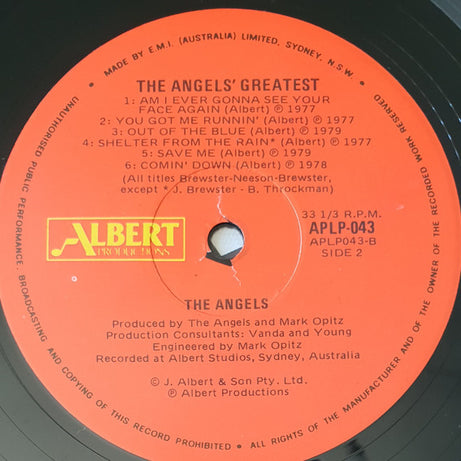 MADE BY E.M.I. (AUSTRALIA) LIMITED, SYDNEY, N.S.W.
THE ANGELS' GREATEST
1: AM I EVER GONNA SEE YOUR
FACE AGAIN (Albert) ℗ 1977
2: YOU GOT ME RUNNIN' (Albert) ℗ 1977
3: OUT OF THE BLUE (Albert) ℗ 1979
4: SHELTER FROM THE RAIN* (Albert) ℗ 1977
5: SAVE ME (Albert) ℗ 1979
6: COMIN' DOWN (Albert) ℗ 1978
(All titles Brewster-Neeson-Brewster,
except * J. Brewster - B. Throckman)
ALBERT
PRODUCTIONS
33 1/3 R.P.M.
APLP-043
APLP043-B
SIDE 2
THE ANGELS
Produced by The Angels and Mark Opitz
Production Consultants: Vanda and Young
Engineered by Mark Opitz
Recorded at Albert Studios, Sydney, Australia
© J. Albert & Son Pty. Ltd.
℗ Albert Productions
UNAUTHORISED PUBLIC PERFORMANCE, BROADCASTING AND COPYING OF THIS RECORD PROHIBITED • ALL RIGHTS OF THE MANUFACTURER AND OF THE OWNER OF THE RECORDED WORK RESERVED